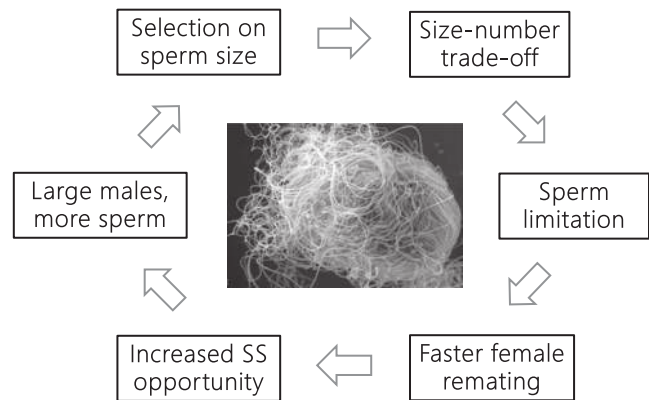 Selection on
sperm size
Size-number
trade-off
Sperm
limitation
Faster female
remating
Increased SS
opportunity
Large males,
more sperm